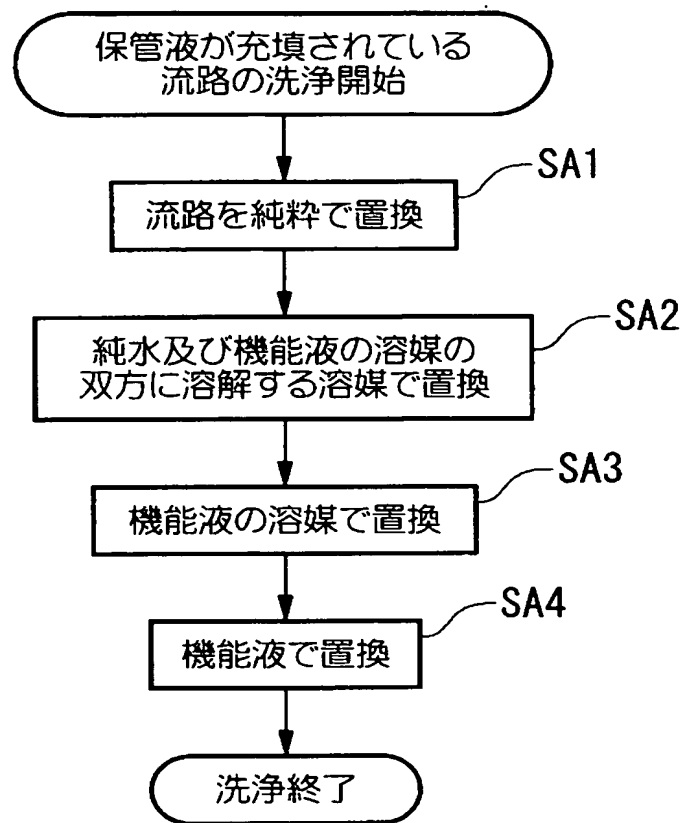 保管液が充填されている
流路の洗浄開始
SA1
流路を純粋で置換
SA2
純水及び機能液の溶媒の
双方に溶解する溶媒で置換
SA3
機能液の溶媒で置換
SA4
機能液で置換
洗浄終了